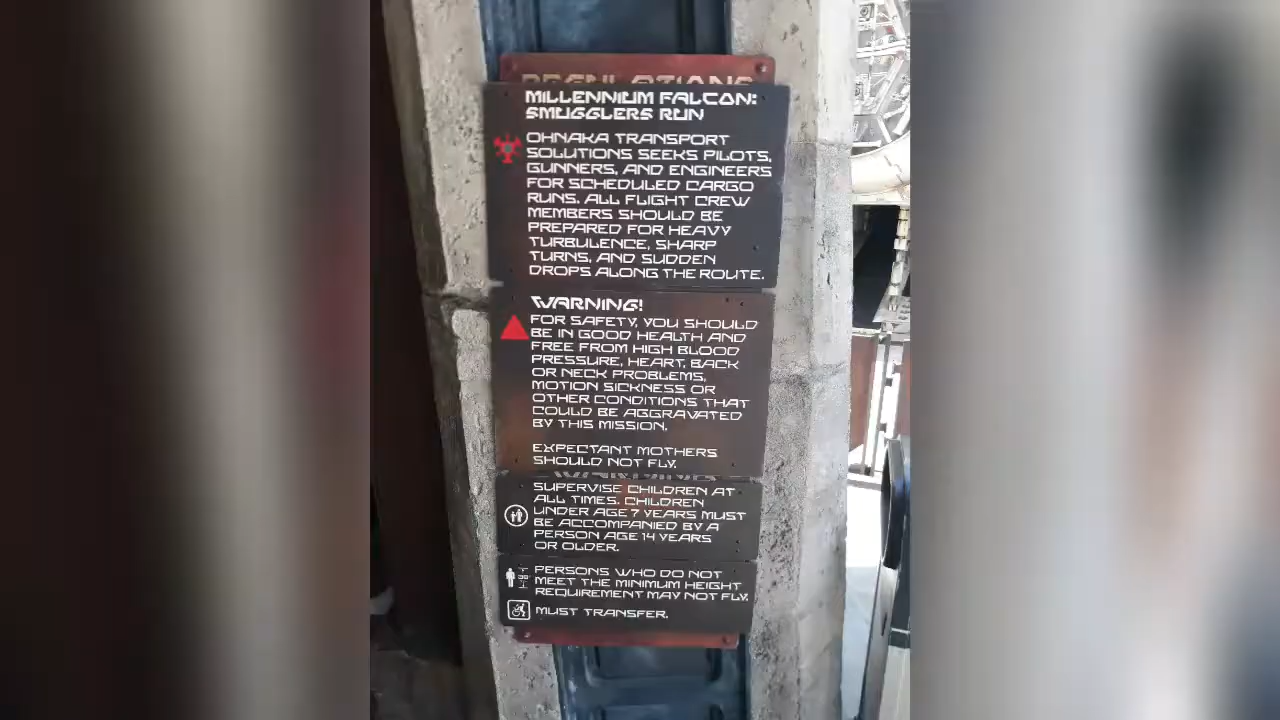 REGULATIONS
MILLENNIUM FALCON:
SMUGGLERS RUN
OHNAKA TRANSPORT
SOLUTIONS SEEKS PILOTS,
GUNNERS, AND ENGINEERS
FOR SCHEDULED CARGO
RUNS. ALL FLIGHT CREW
MEMBERS SHOULD BE
PREPARED FOR HEAVY
TURBULENCE, SHARP
TURNS, AND SUDDEN
DROPS ALONG THE ROUTE.
WARNING!
FOR SAFETY, YOU SHOULD
BE IN GOOD HEALTH AND
FREE FROM HIGH BLOOD
PRESSURE, HEART, BACK
OR NECK PROBLEMS,
MOTION SICKNESS OR
OTHER CONDITIONS THAT
COULD BE AGGRAVATED
BY THIS MISSION.
EXPECTANT MOTHERS
SHOULD NOT FLY.
SUPERVISE CHILDREN AT
ALL TIMES. CHILDREN
UNDER AGE 7 YEARS MUST
BE ACCOMPANIED BY A
PERSON AGE 14 YEARS
OR OLDER.
PERSONS WHO DO NOT
MEET THE MINIMUM HEIGHT
REQUIREMENT MAY NOT FLY.
MUST TRANSFER.